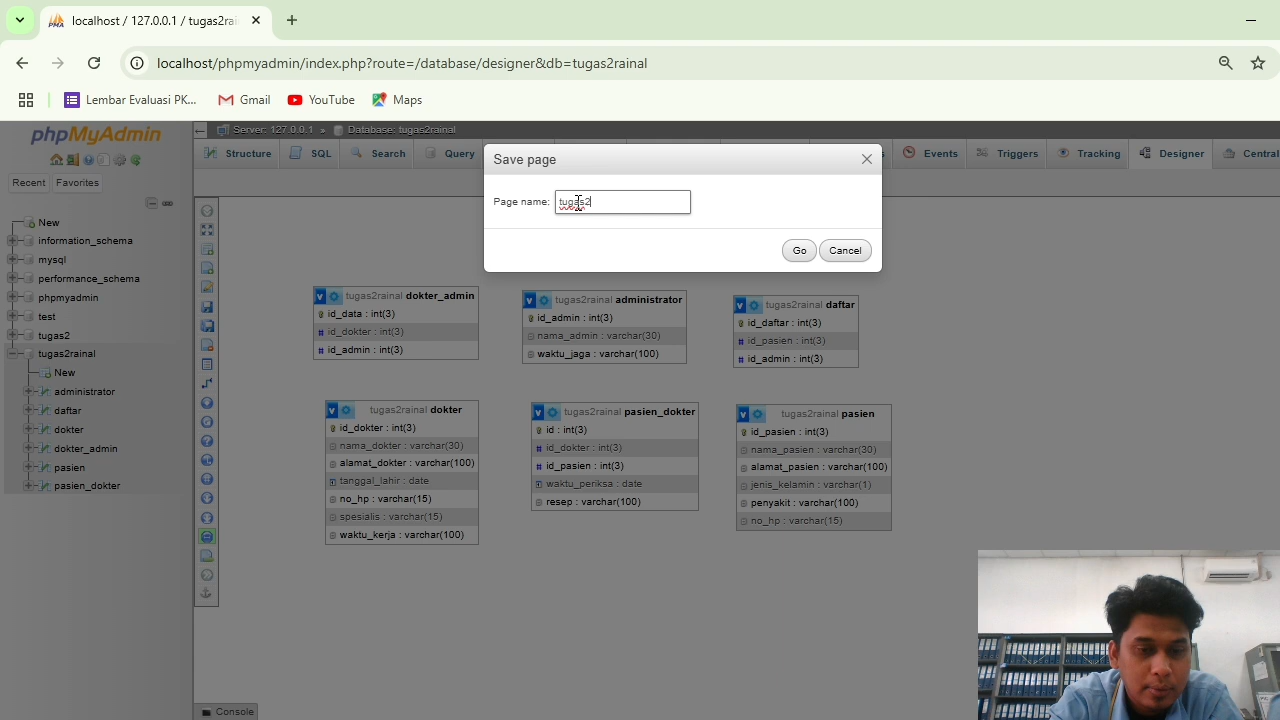 localhost / 127.0.0.1 / tugas2rai
localhost/phpmyadmin/index.php?route=/database/designer&db=tugas2rainal
Lembar Evaluasi PK...
Gmail
YouTube
Maps
phpMyAdmin
Recent
Favorites
New
information_schema
mysql
performance_schema
phpmyadmin
test
tugas2
tugas2rainal
New
administrator
daftar
dokter
dokter_admin
pasien
pasien_dokter
Server: 127.0.0.1 » Database: tugas2rainal
Structure
SQL
Search
Query
Events
Triggers
Tracking
Designer
Central
Save page
Page name: tugas2
Go
Cancel
tugas2rainal dokter_admin
id_data : int(3)
id_dokter : int(3)
id_admin : int(3)
tugas2rainal administrator
id_admin : int(3)
nama_admin : varchar(30)
waktu_jaga : varchar(100)
tugas2rainal daftar
id_daftar : int(3)
id_pasien : int(3)
id_admin : int(3)
tugas2rainal dokter
id_dokter : int(3)
nama_dokter : varchar(30)
alamat_dokter : varchar(100)
tanggal_lahir : date
no_hp : varchar(15)
spesialis : varchar(15)
waktu_kerja : varchar(100)
tugas2rainal pasien_dokter
id : int(3)
id_dokter : int(3)
id_pasien : int(3)
waktu_periksa : date
resep : varchar(100)
tugas2rainal pasien
id_pasien : int(3)
nama_pasien : varchar(30)
alamat_pasien : varchar(100)
jenis_kelamin : varchar(1)
penyakit : varchar(100)
no_hp : varchar(15)
Console